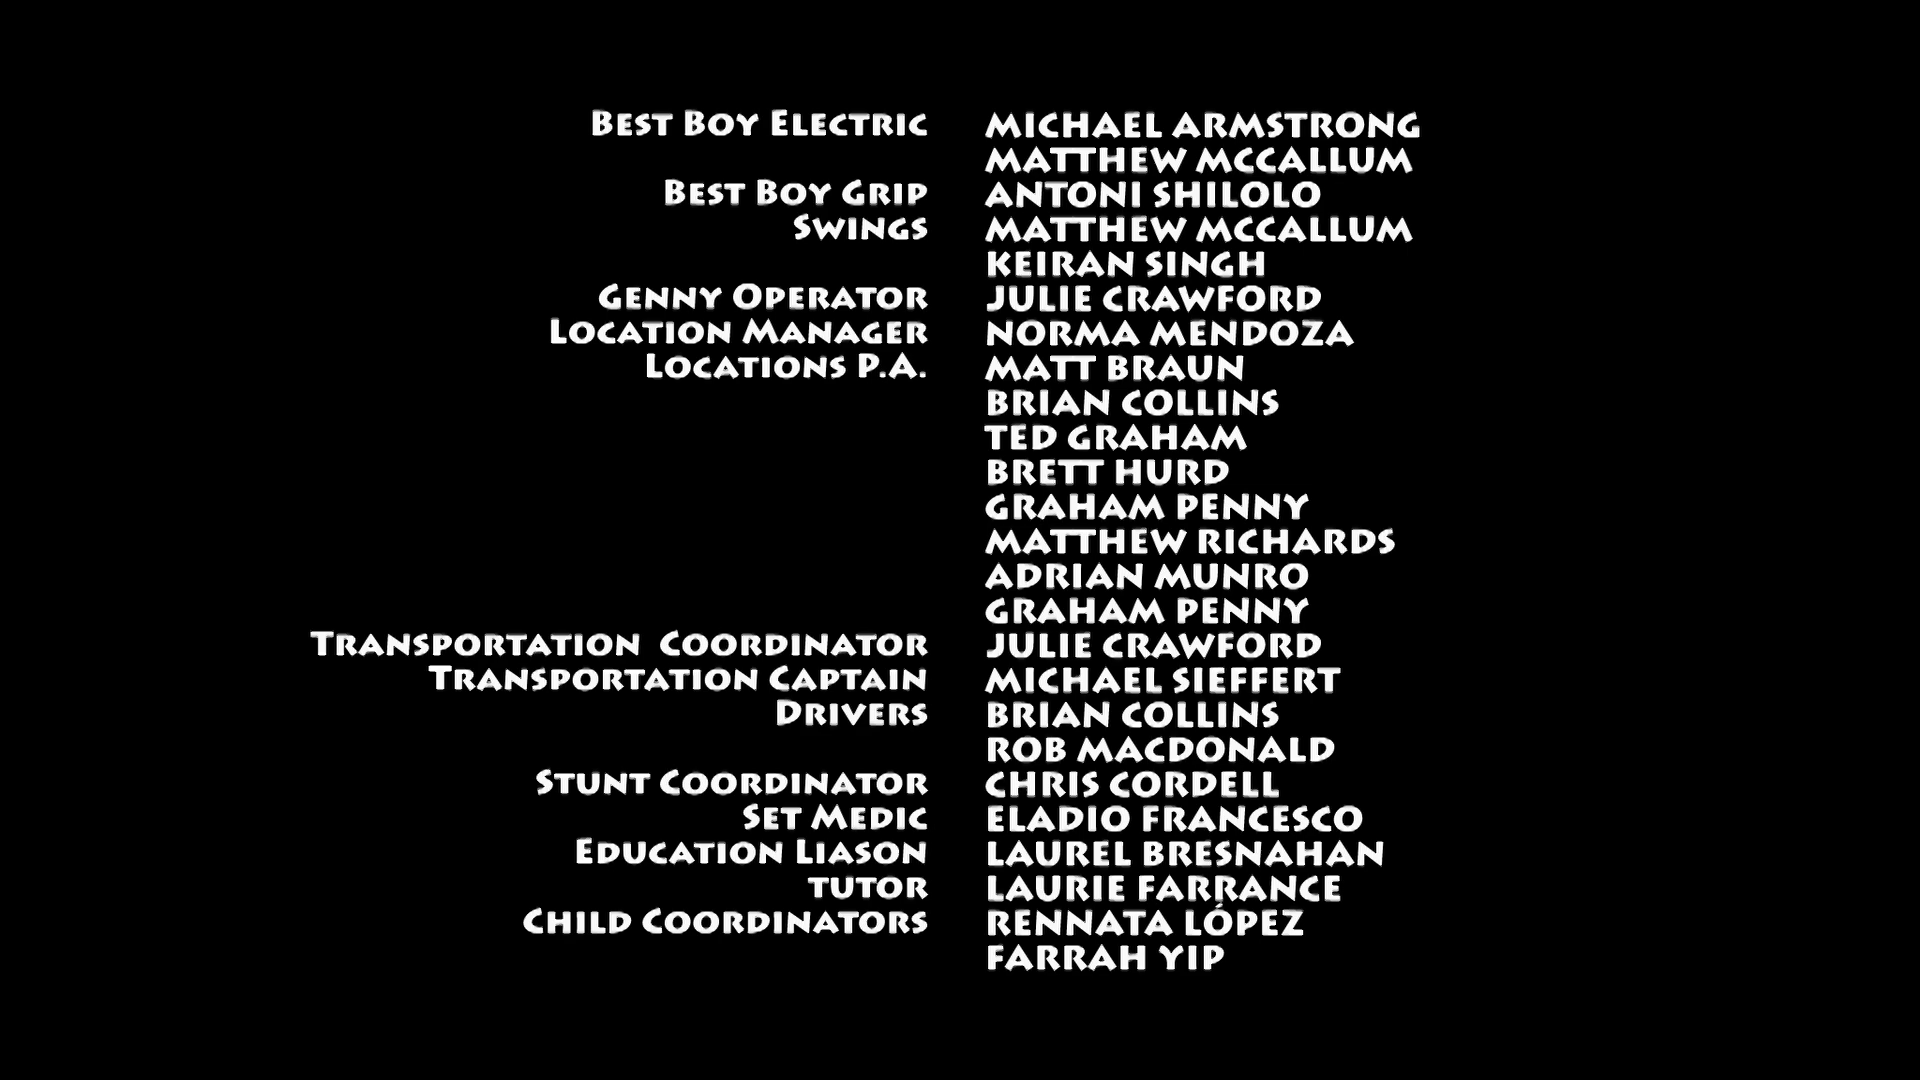 Best Boy Electric MICHAEL ARMSTRONG
MATTHEW MCCALLUM
Best Boy Grip ANTONI SHILOLO
Swings MATTHEW MCCALLUM
KEIRAN SINGH
Genny Operator JULIE CRAWFORD
Location Manager NORMA MENDOZA
Locations P.A. MATT BRAUN
BRIAN COLLINS
TED GRAHAM
BRETT HURD
GRAHAM PENNY
MATTHEW RICHARDS
ADRIAN MUNRO
GRAHAM PENNY
Transportation Coordinator JULIE CRAWFORD
Transportation Captain MICHAEL SIEFFERT
Drivers BRIAN COLLINS
ROB MACDONALD
Stunt Coordinator CHRIS CORDELL
Set Medic ELADIO FRANCESCO
Education Liason LAUREL BRESNAHAN
tutor LAURIE FARRANCE
Child Coordinators RENNATA LÓPEZ
FARRAH YIP